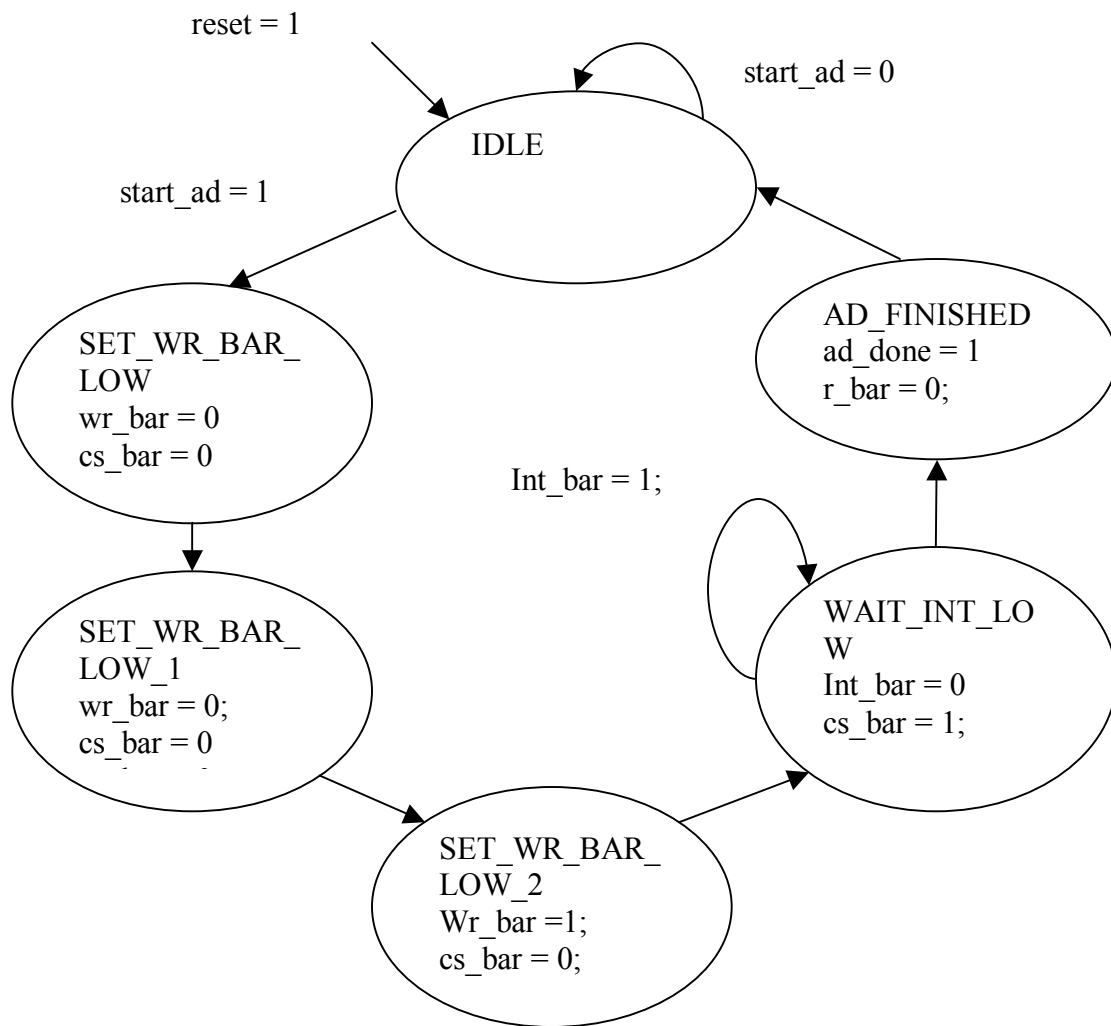 reset = 1
start_ad = 0
IDLE
start_ad = 1
SET_WR_BAR_
LOW
wr_bar = 0
cs_bar = 0
AD_FINISHED
ad_done = 1
r_bar = 0;
Int_bar = 1;
SET_WR_BAR_
LOW_1
wr_bar = 0;
cs_bar = 0
WAIT_INT_LO
W
Int_bar = 0
cs_bar = 1;
SET_WR_BAR_
LOW_2
Wr_bar =1;
cs_bar = 0;